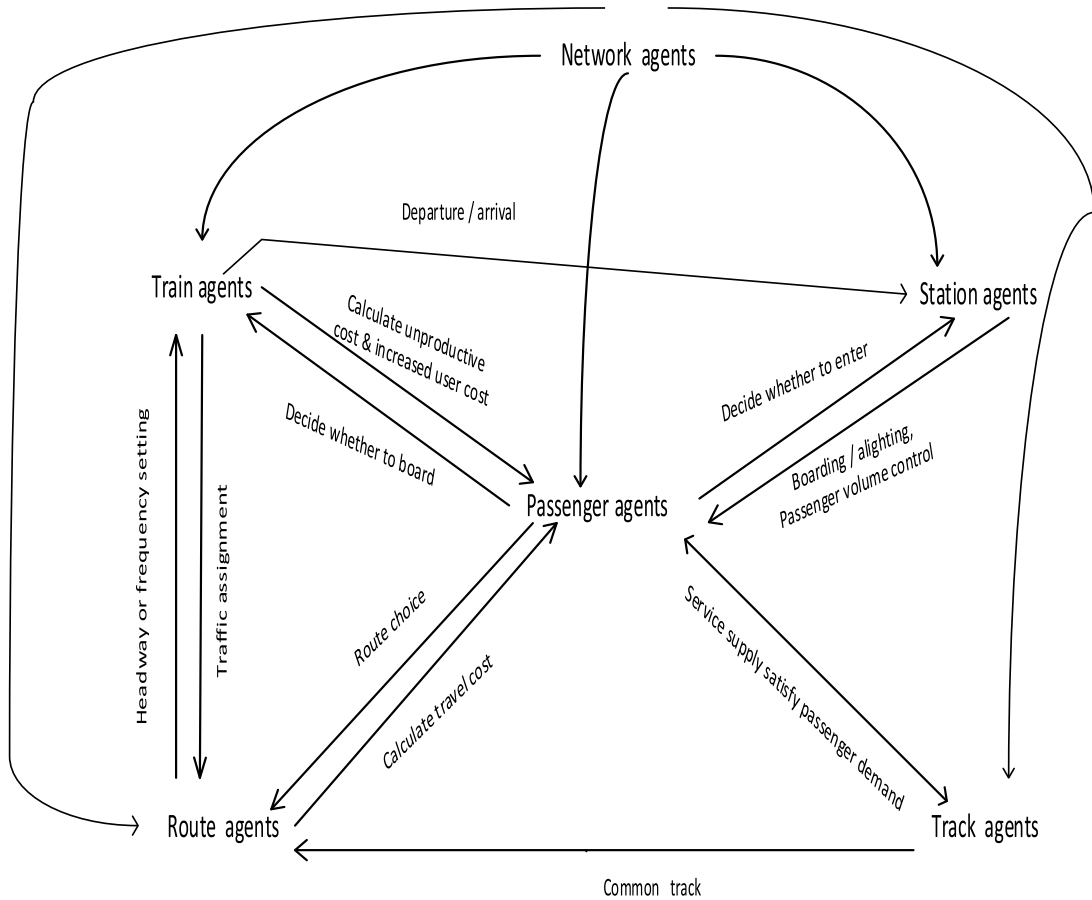 Network agents
Departure / arrival
Train agents
Station agents
Calculate unproductive
cost & increased user cost
Decide whether to board
Decide whether to enter
Boarding / alighting,
Passenger volume control
Headway or frequency setting
Traffic assignment
Passenger agents
Route choice
Calculate travel cost
Service supply satisfy passenger demand
Route agents
Track agents
Common track